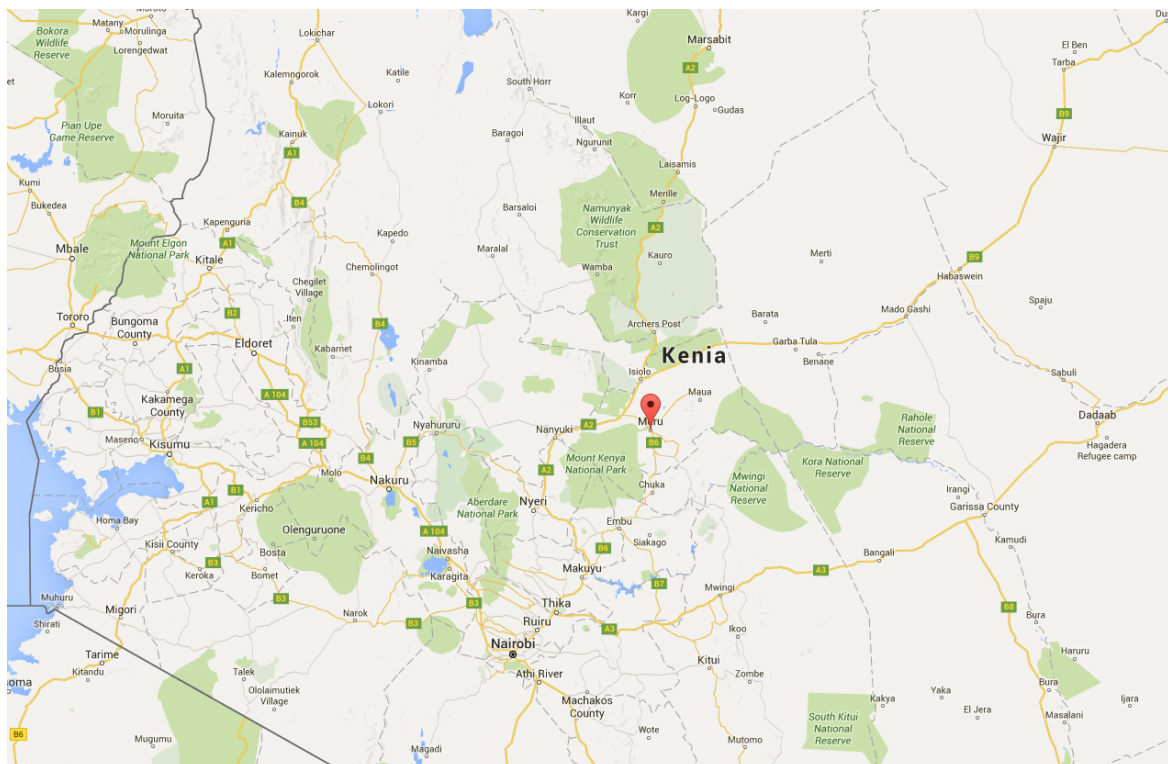 Moroto
Kargi
Du
Matany
Morulinga
Bokora
Wildlife
Reserve
Lorengedwat
Lokichar
Marsabit
El Ben
Tarba
Kalemngorok
Katile
South Horr
A2
et
Moruita
Lokori
Korr
Log-Logo
Gudas
Pian Upe
Game Reserve
Kainuk
Baragoi
Illaut
Ngurunit
B9
Wajir
A1
Laisamis
Kumi
Bukedea
B4
Merille
Kapenguria
Barsaloi
Namunyak
Wildlife
Conservation
Trust
A2
Mbale
Mount Elgon
National Park
A1
Kapedo
Maralal
Kauro
Merti
B9
Kitale
Chemolingot
Wamba
Habaswein
Chegilet
Village
Spaju
Tororo
Bungoma
County
B2
Iten
B4
Archers Post
Barata
Mado Gashi
Eldoret
Kabarnet
Kinamba
Kenia
Garba Tula
Benane
Busia
A1
Isiolo
Sabuli
Kakamega
County
A 104
Maua
B1
B53
Nyahururu
Meru
Rahole
National
Reserve
Dadaab
Maseno
Kisumu
A 104
B5
Nanyuki
A2
B6
Hagadera
Refugee camp
Molo
B4
A2
Mount Kenya
National Park
Kora National
Reserve
B1
Nakuru
Mwingi
National
Reserve
A1
Kericho
Aberdare
National Park
Nyeri
Chuka
Irangi
Garissa County
Homa Bay
Olenguruone
A 104
Embu
Siakago
Kisii County
Bosta
Naivasha
B6
Bangali
Kamudi
B3
Karagita
Makuyu
A3
Keroka
Bomet
B7
Mwingi
Muhuru
B3
Narok
B3
Thika
B8
Bura
Shirati
Migori
B3
Ruiru
A3
Ikoo
Nairobi
Haruru
Tarime
Talek
Athi River
Kitui
Zombe
Kitandu
Ololaimutiek
Village
Machakos
County
Bura
soma
Kakya
Yaka
Ijara
South Kitui
National
Reserve
El Jera
Masalani
B6
Mugumu
Magadi
Wote
Mutomo